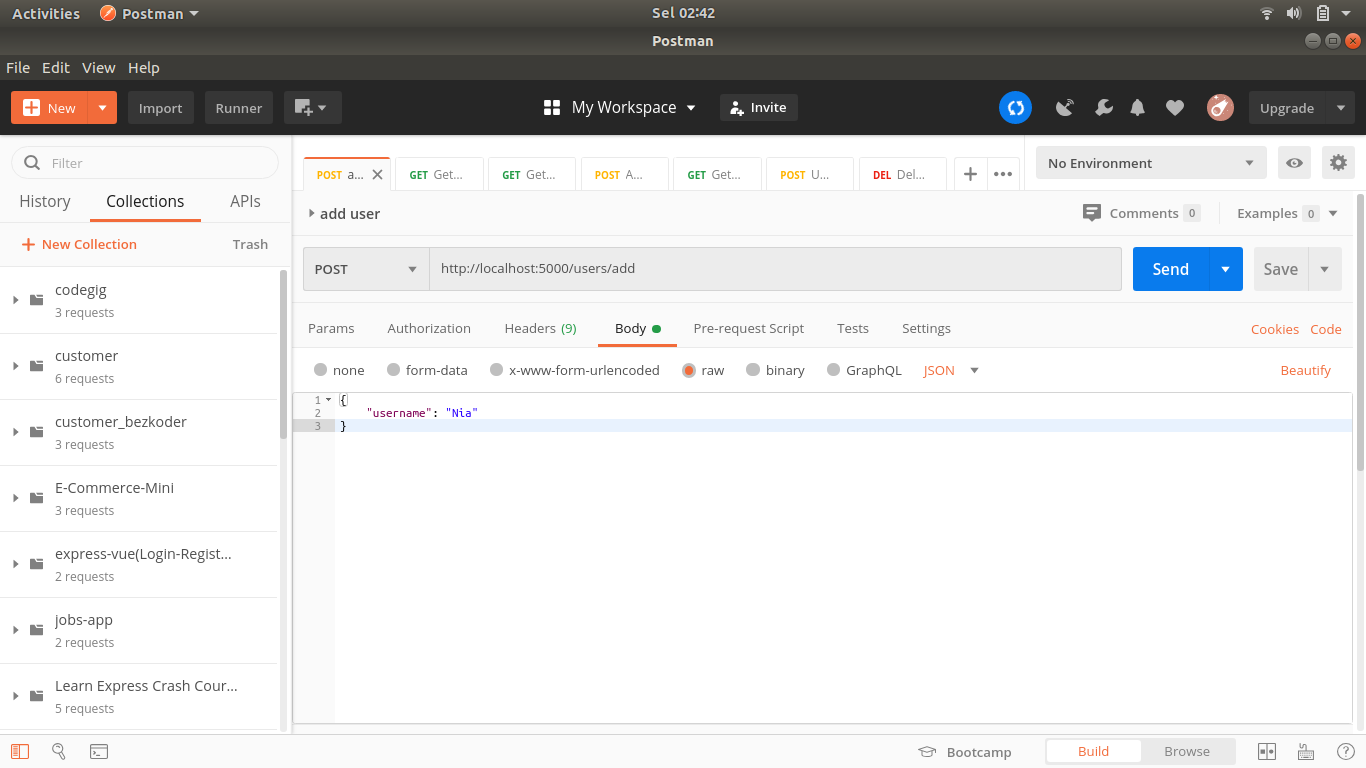 Activities Postman Sel 02:42
Postman
File Edit View Help
New Import Runner My Workspace Invite Upgrade
Filter
History Collections APIs
New Collection Trash
codegig
3 requests
customer
6 requests
customer_bezkoder
3 requests
E-Commerce-Mini
3 requests
express-vue(Login-Regist...
2 requests
jobs-app
2 requests
Learn Express Crash Cour...
5 requests
POST a... GET Get... GET Get... POST A... GET Get... POST U... DEL Del... No Environment
add user Comments 0 Examples 0
POST http://localhost:5000/users/add Send Save
Params Authorization Headers (9) Body Pre-request Script Tests Settings Cookies Code
none form-data x-www-form-urlencoded raw binary GraphQL JSON Beautify
1 {
2 "username": "Nia"
3 }
Bootcamp Build Browse